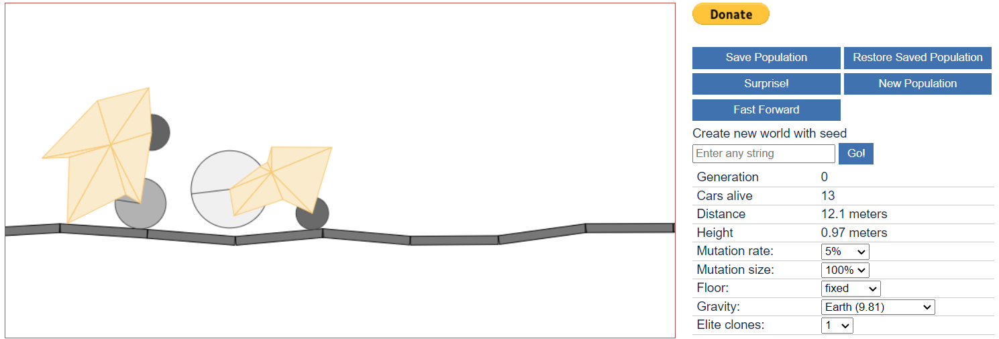 Donate
Save Population Restore Saved Population
Surprise! New Population
Fast Forward
Create new world with seed
Enter any string Go!
Generation 0
Cars alive 13
Distance 12.1 meters
Height 0.97 meters
Mutation rate: 5%
Mutation size: 100%
Floor: fixed
Gravity: Earth (9.81)
Elite clones: 1